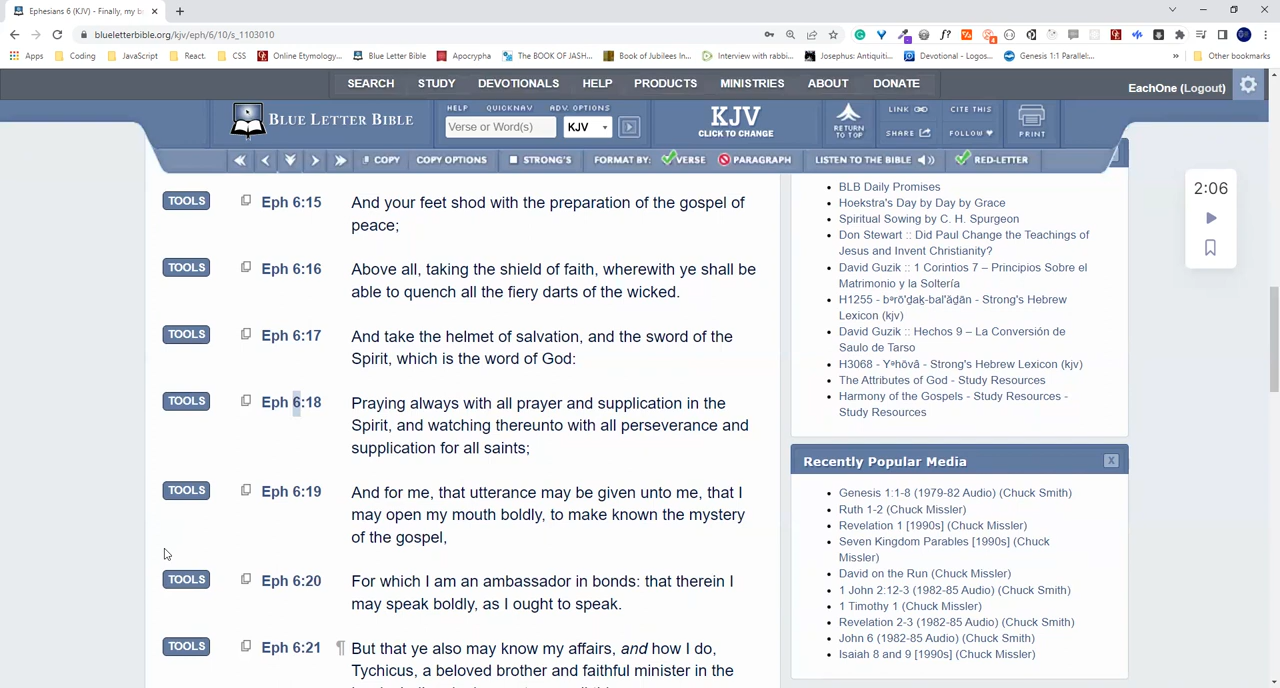 Ephesians 6 (KJV) - Finally, my b
blueletterbible.org/kjv/eph/6/10/s_1103010
Apps
Coding
JavaScript
React.
CSS
Online Etymology...
Blue Letter Bible
Apocrypha
The BOOK OF JASH...
Book of Jubilees In...
Interview with rabbi...
Josephus: Antiquiti...
Devotional - Logos...
Genesis 1:1 Parallel:...
Other bookmarks
SEARCH STUDY DEVOTIONALS HELP PRODUCTS MINISTRIES ABOUT DONATE
EachOne (Logout)
BLUE LETTER BIBLE
HELP QUICKNAV ADV. OPTIONS
Verse or Word(s)
KJV
KJV
CLICK TO CHANGE
RETURN
TO TOP
LINK
SHARE
CITE THIS
FOLLOW
PRINT
COPY COPY OPTIONS STRONG'S FORMAT BY: VERSE PARAGRAPH LISTEN TO THE BIBLE RED-LETTER
TOOLS Eph 6:15 And your feet shod with the preparation of the gospel of
peace;
TOOLS Eph 6:16 Above all, taking the shield of faith, wherewith ye shall be
able to quench all the fiery darts of the wicked.
TOOLS Eph 6:17 And take the helmet of salvation, and the sword of the
Spirit, which is the word of God:
TOOLS Eph 6:18 Praying always with all prayer and supplication in the
Spirit, and watching thereunto with all perseverance and
supplication for all saints;
TOOLS Eph 6:19 And for me, that utterance may be given unto me, that I
may open my mouth boldly, to make known the mystery
of the gospel,
TOOLS Eph 6:20 For which I am an ambassador in bonds: that therein I
may speak boldly, as I ought to speak.
TOOLS Eph 6:21 ¶ But that ye also may know my affairs, and how I do,
Tychicus, a beloved brother and faithful minister in the
BLB Daily Promises
Hoekstra's Day by Day by Grace
Spiritual Sowing by C. H. Spurgeon
Don Stewart :: Did Paul Change the Teachings of
Jesus and Invent Christianity?
David Guzik :: 1 Corintios 7 – Principios Sobre el
Matrimonio y la Soltería
H1255 - bᵊrō'ḏaḵ-bal'ăḏān - Strong's Hebrew
Lexicon (kjv)
David Guzik :: Hechos 9 – La Conversión de
Saulo de Tarso
H3068 - Yᵊhōvâ - Strong's Hebrew Lexicon (kjv)
The Attributes of God - Study Resources
Harmony of the Gospels - Study Resources -
Study Resources
Recently Popular Media X
Genesis 1:1-8 (1979-82 Audio) (Chuck Smith)
Ruth 1-2 (Chuck Missler)
Revelation 1 [1990s] (Chuck Missler)
Seven Kingdom Parables [1990s] (Chuck
Missler)
David on the Run (Chuck Missler)
1 John 2:12-3 (1982-85 Audio) (Chuck Smith)
1 Timothy 1 (Chuck Missler)
Revelation 2-3 (1982-85 Audio) (Chuck Smith)
John 6 (1982-85 Audio) (Chuck Smith)
Isaiah 8 and 9 [1990s] (Chuck Missler)
2:06